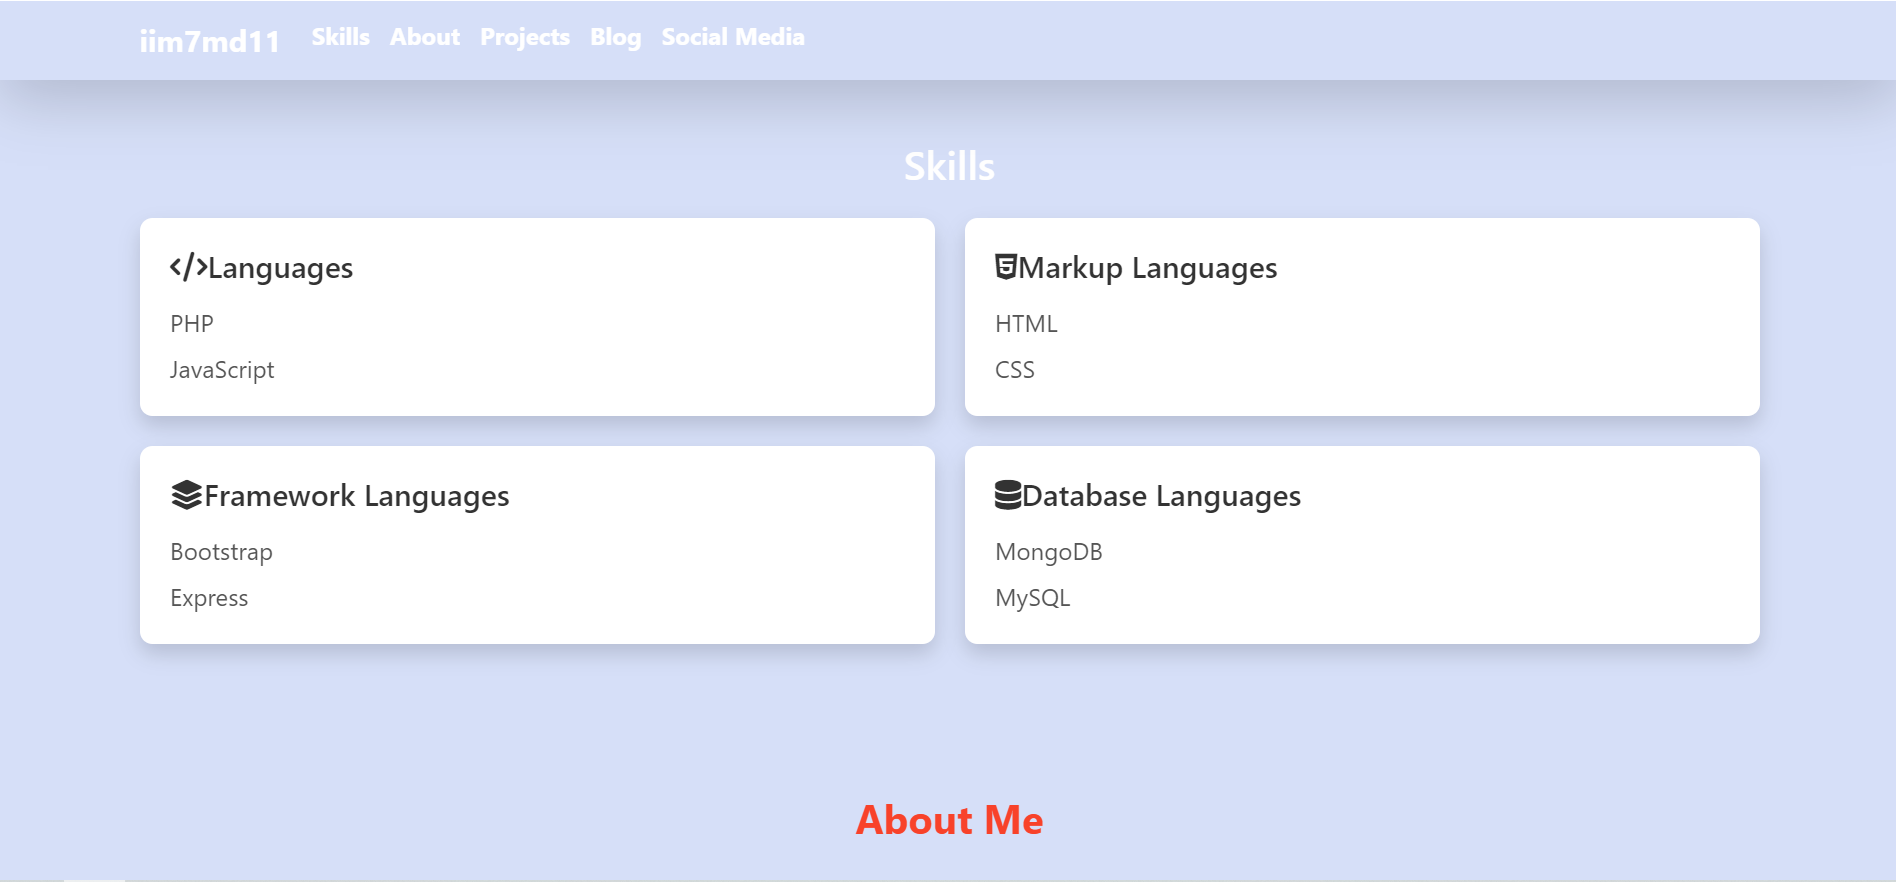 iim7md11 Skills About Projects Blog Social Media
Skills
Languages
PHP
JavaScript
Markup Languages
HTML
CSS
Framework Languages
Bootstrap
Express
Database Languages
MongoDB
MySQL
About Me